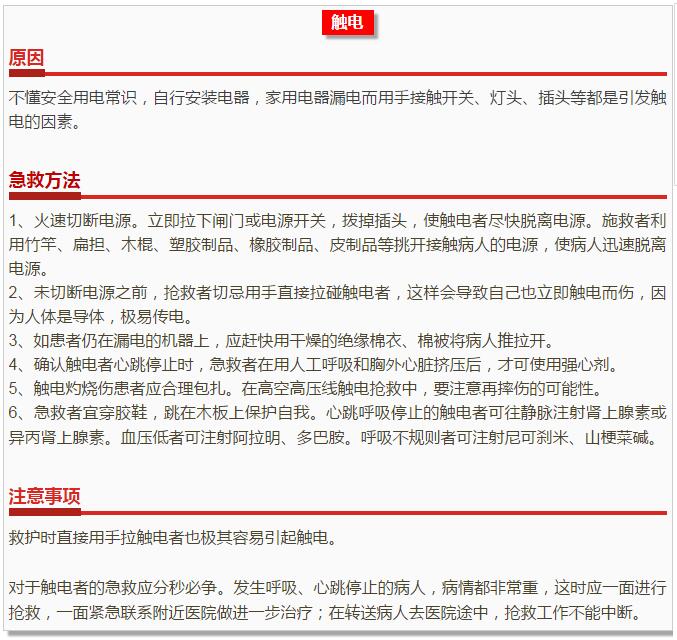 触电
原因
不懂安全用电常识，自行安装电器，家用电器漏电而用手接触开关、灯头、插头等都是引发触
电的因素。
急救方法
1、火速切断电源。立即拉下闸门或电源开关，拨掉插头，使触电者尽快脱离电源。施救者利
用竹竿、扁担、木棍、塑胶制品、橡胶制品、皮制品等挑开接触病人的电源，使病人迅速脱离
电源。
2、未切断电源之前，抢救者切忌用手直接拉碰触电者，这样会导致自己也立即触电而伤，因
为人体是导体，极易传电。
3、如患者仍在漏电的机器上，应赶快用干燥的绝缘棉衣、棉被将病人推拉开。
4、确认触电者心跳停止时，急救者在用人工呼吸和胸外心脏挤压后，才可使用强心剂。
5、触电灼烧伤患者应合理包扎。在高空高压线触电抢救中，要注意再摔伤的可能性。
6、急救者宜穿胶鞋，跳在木板上保护自我。心跳呼吸停止的触电者可往静脉注射肾上腺素或
异丙肾上腺素。血压低者可注射阿拉明、多巴胺。呼吸不规则者可注射尼可刹米、山梗菜碱。
注意事项
救护时直接用手拉触电者也极其容易引起触电。
对于触电者的急救应分秒必争。发生呼吸、心跳停止的病人，病情都非常重，这时应一面进行
抢救，一面紧急联系附近医院做进一步治疗；在转送病人去医院途中，抢救工作不能中断。